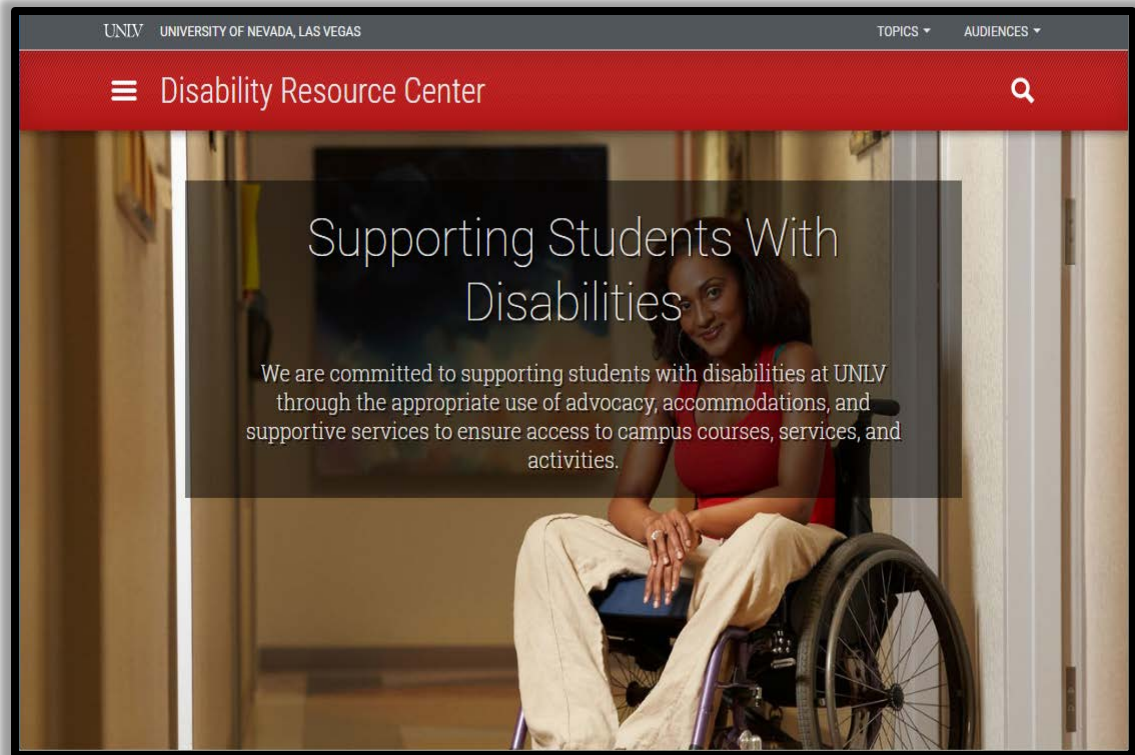 UNLV UNIVERSITY OF NEVADA, LAS VEGAS TOPICS AUDIENCES
Disability Resource Center
Supporting Students With
Disabilities
We are committed to supporting students with disabilities at UNLV
through the appropriate use of advocacy, accommodations, and
supportive services to ensure access to campus courses, services, and
activities.